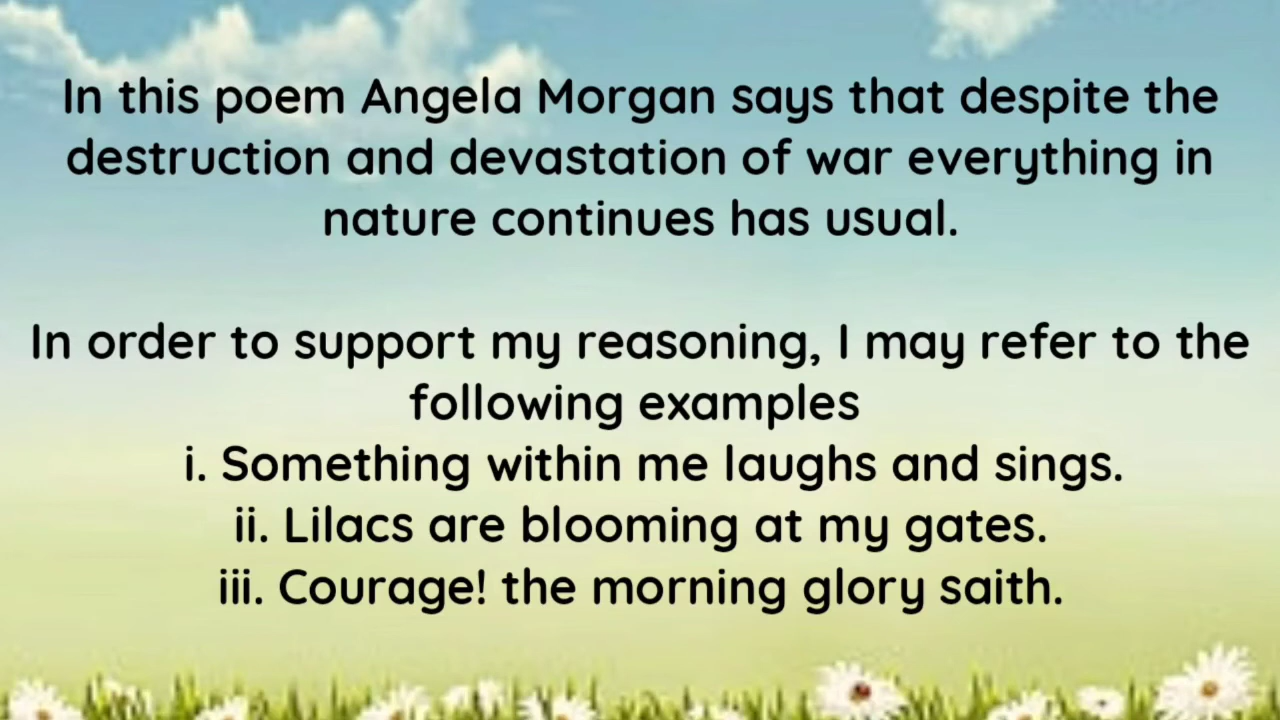 In this poem Angela Morgan says that despite the
destruction and devastation of war everything in
nature continues has usual.
In order to support my reasoning, I may refer to the
following examples
i. Something within me laughs and sings.
ii. Lilacs are blooming at my gates.
iii. Courage! the morning glory saith.